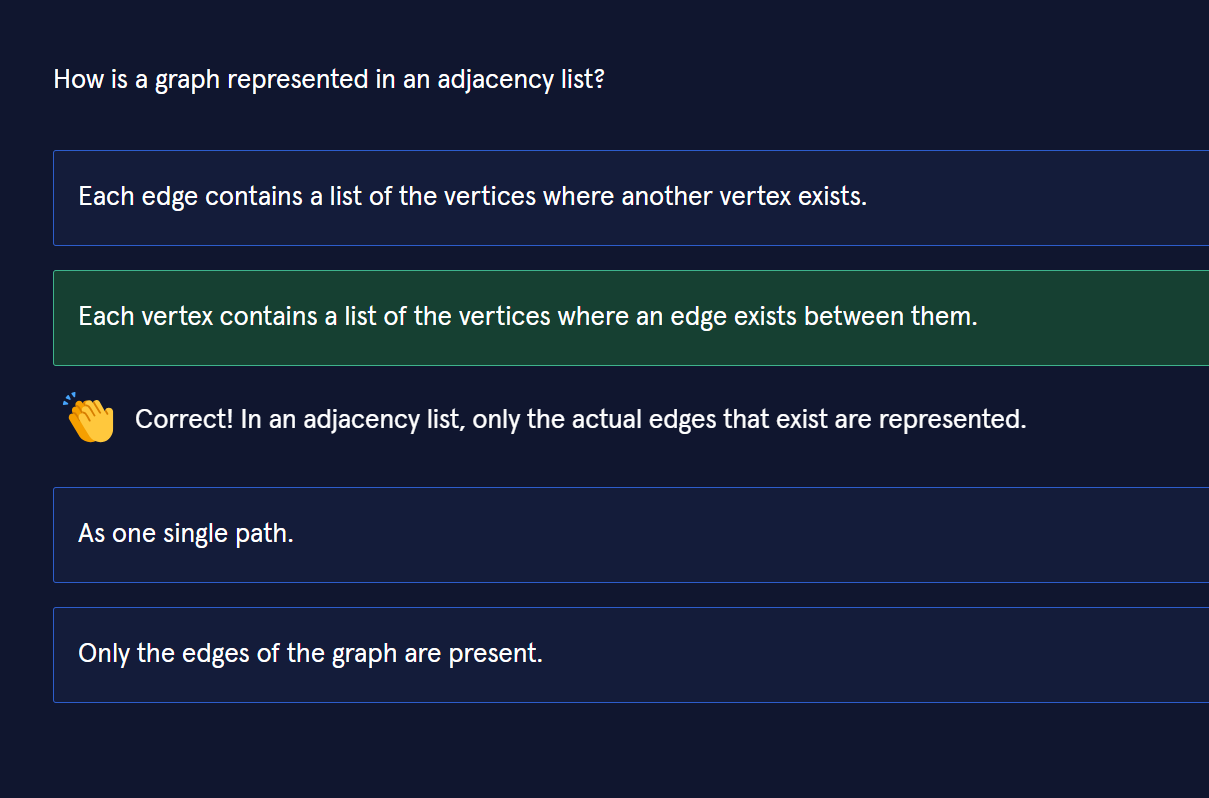 How is a graph represented in an adjacency list?
Each edge contains a list of the vertices where another vertex exists.
Each vertex contains a list of the vertices where an edge exists between them.
Correct! In an adjacency list, only the actual edges that exist are represented.
As one single path.
Only the edges of the graph are present.